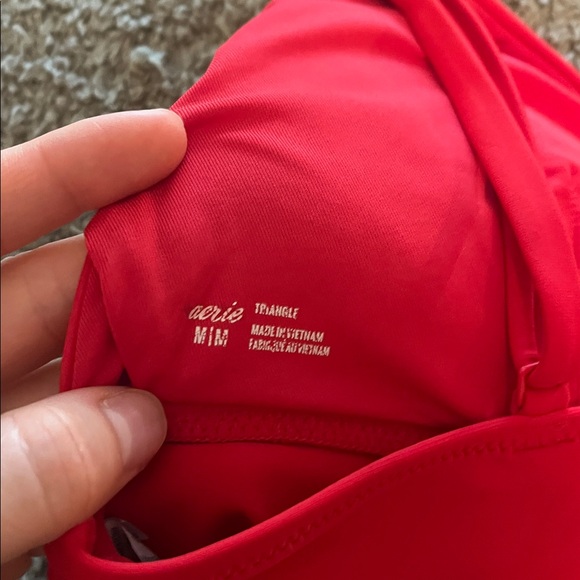 aerie TRIANGLE
M|M MADE IN VIETNAM
FABRIQUÉ AU VIETNAM